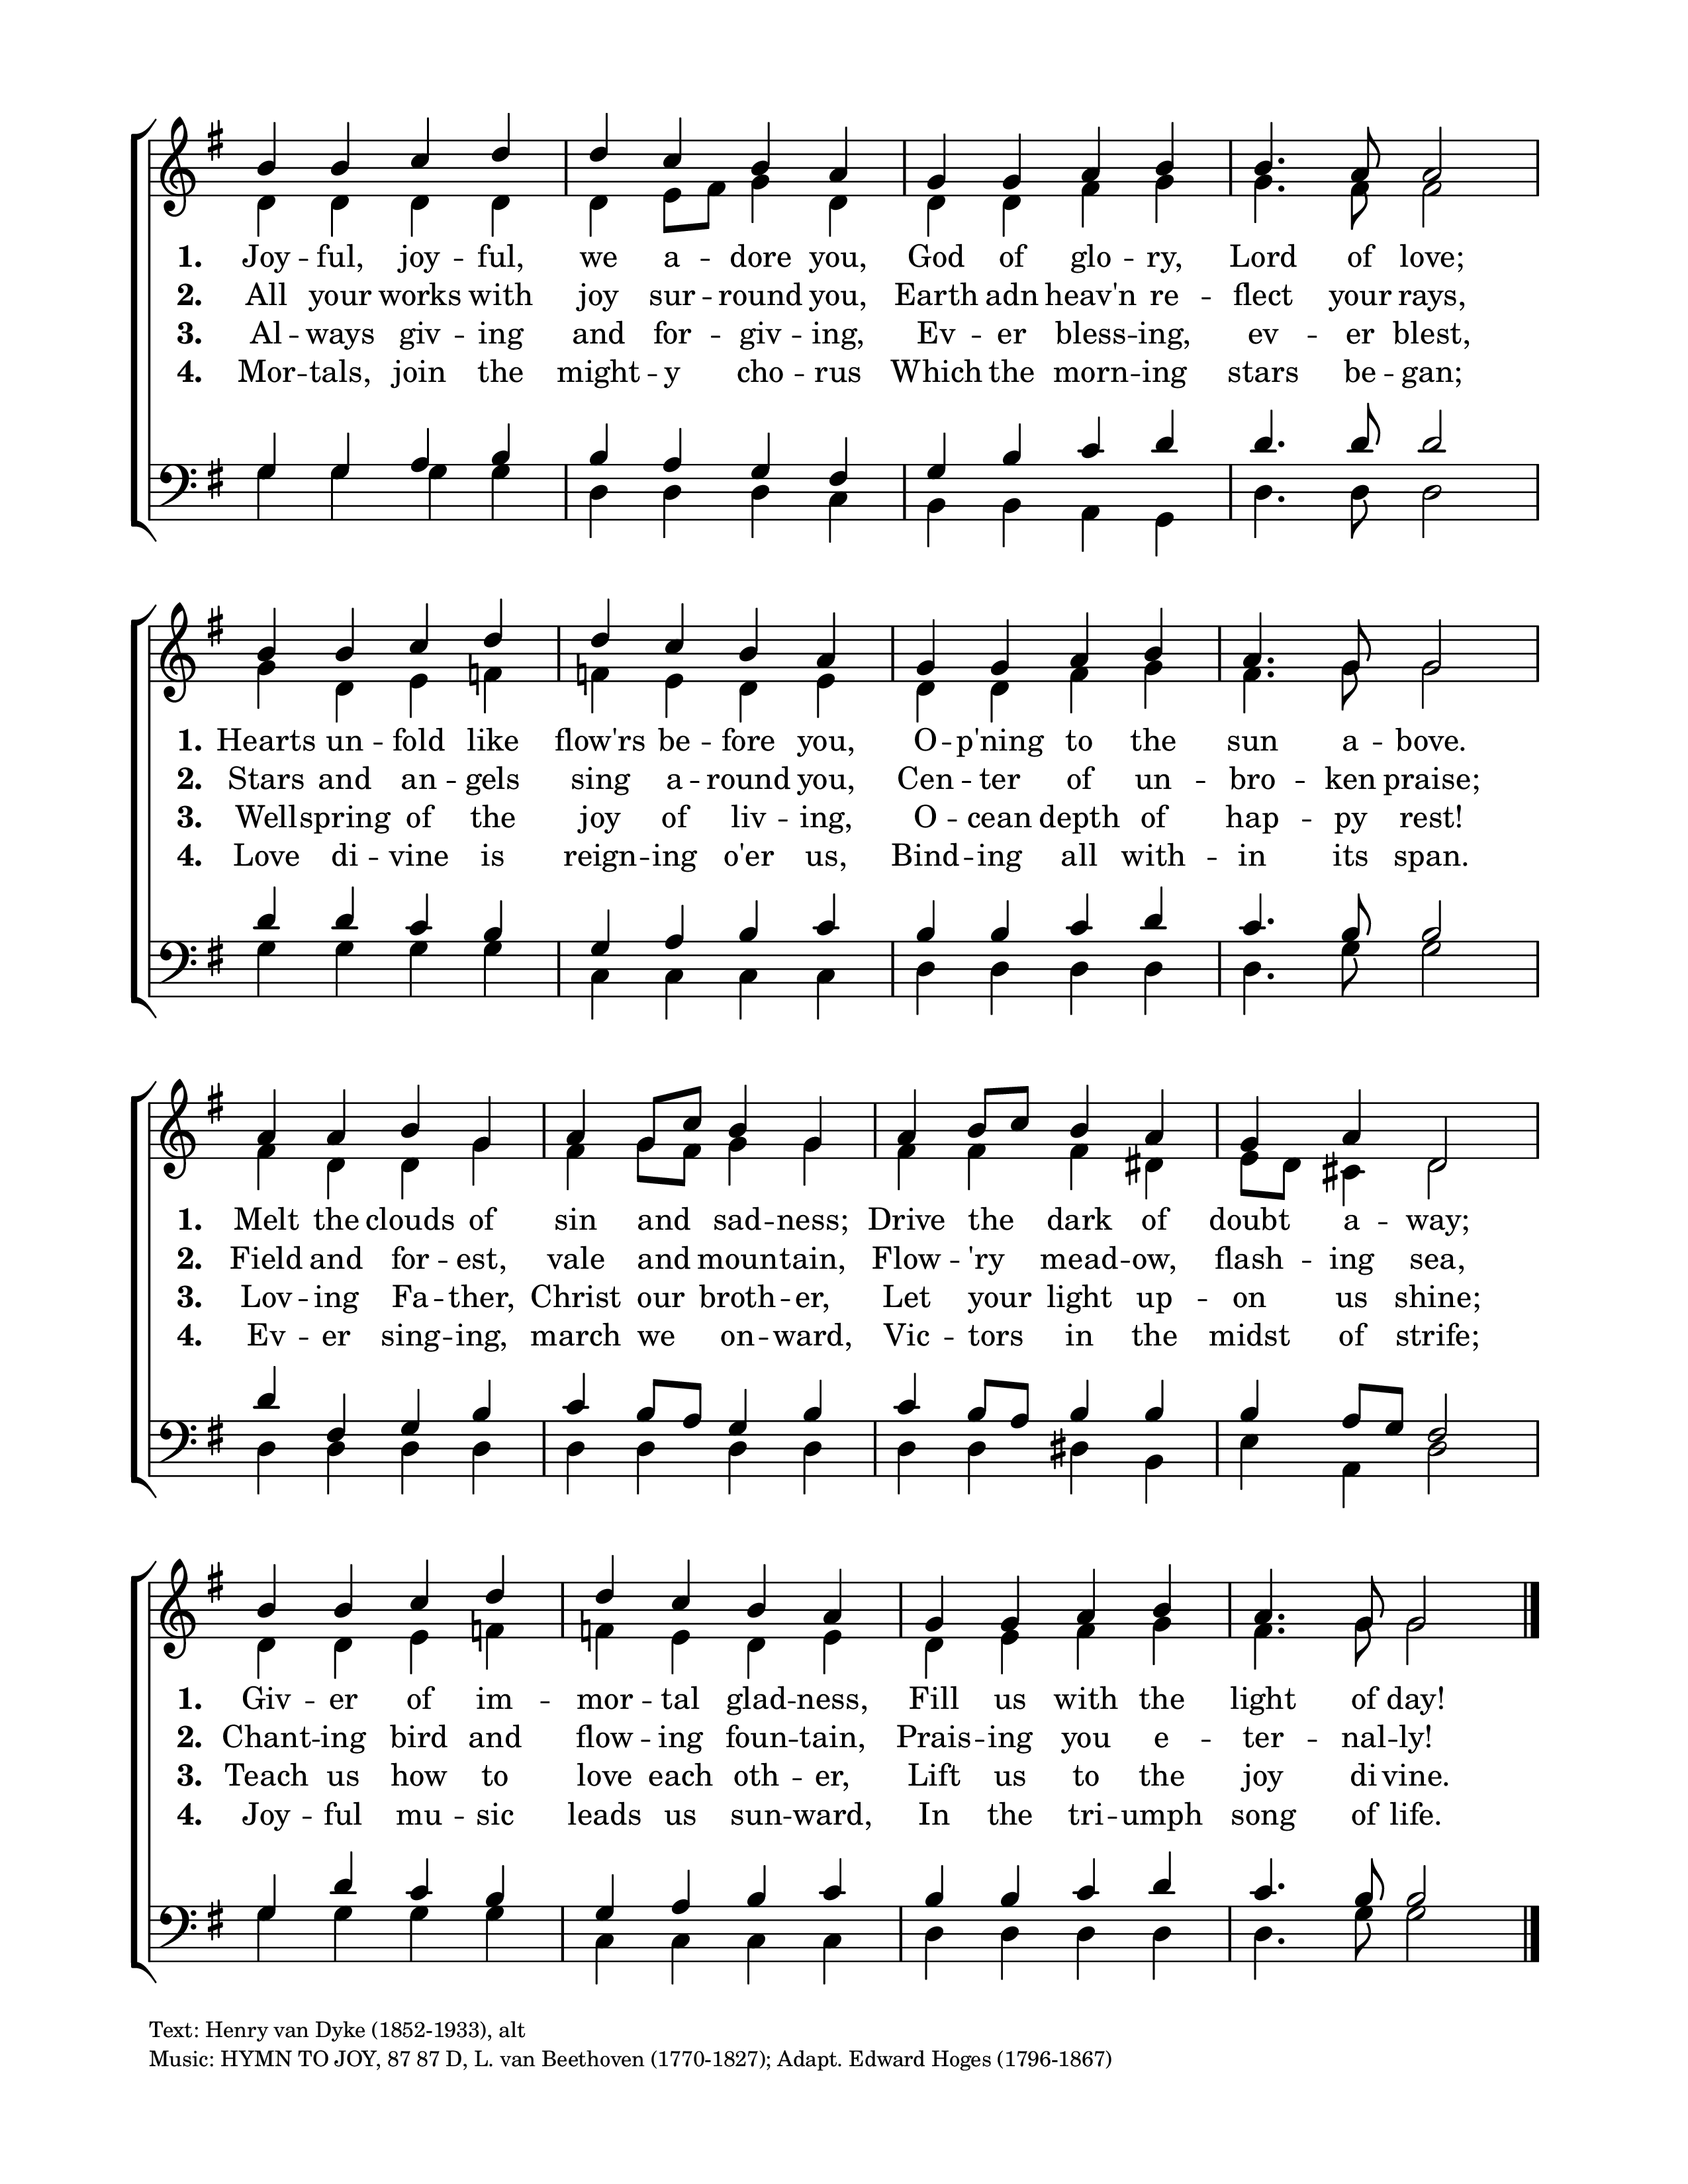 1. Joy -- ful, joy -- ful, we a -- dore you, God of glo -- ry, Lord of love;
2. All your works with joy sur -- round you, Earth adn heav'n re -- flect your rays,
3. Al -- ways giv -- ing and for -- giv -- ing, Ev -- er bless -- ing, ev -- er blest,
4. Mor -- tals, join the might -- y cho -- rus Which the morn -- ing stars be -- gan;
1. Hearts un -- fold like flow'rs be -- fore you, O -- p'ning to the sun a -- bove.
2. Stars and an -- gels sing a -- round you, Cen -- ter of un -- bro -- ken praise;
3. Wellspring of the joy of liv -- ing, O -- cean depth of hap -- py rest!
4. Love di -- vine is reign -- ing o'er us, Bind -- ing all with -- in its span.
1. Melt the clouds of sin and sad -- ness; Drive the dark of doubt a -- way;
2. Field and for -- est, vale and mountain, Flow -- 'ry mead -- ow, flash -- ing sea,
3. Lov -- ing Fa -- ther, Christ our broth -- er, Let your light up -- on us shine;
4. Ev -- er sing -- ing, march we on -- ward, Vic -- tors in the midst of strife;
1. Giv -- er of im -- mor -- tal glad -- ness, Fill us with the light of day!
2. Chant -- ing bird and flow -- ing foun -- tain, Prais -- ing you e -- ter -- nal -- ly!
3. Teach us how to love each oth -- er, Lift us to the joy divine.
4. Joy -- ful mu -- sic leads us sun -- ward, In the tri -- umph song of life.
Text: Henry van Dyke (1852-1933), alt
Music: HYMN TO JOY, 87 87 D, L. van Beethoven (1770-1827); Adapt. Edward Hoges (1796-1867)